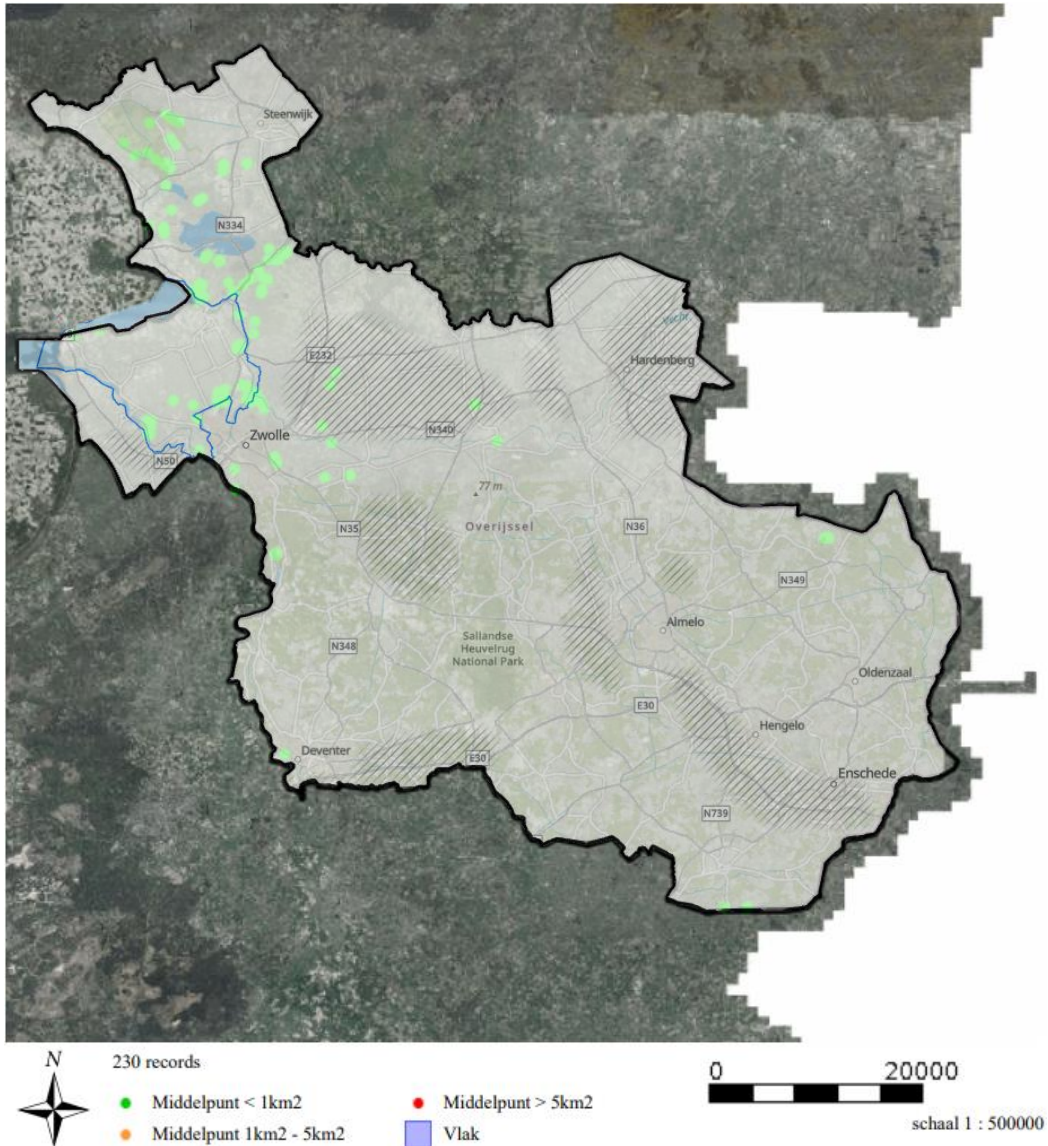 Steenwijk
N334
Vecht
E232
Hardenberg
N340
Zwolle
N50
77 m
N35
Overijssel
N36
N349
Almelo
Sallandse
Heuvelrug
National Park
N348
Oldenzaal
E30
Hengelo
Deventer
E30
Enschede
N739
N
230 records
Middelpunt < 1km2
Middelpunt > 5km2
Middelpunt 1km2 - 5km2
Vlak
0 20000
schaal 1 : 500000